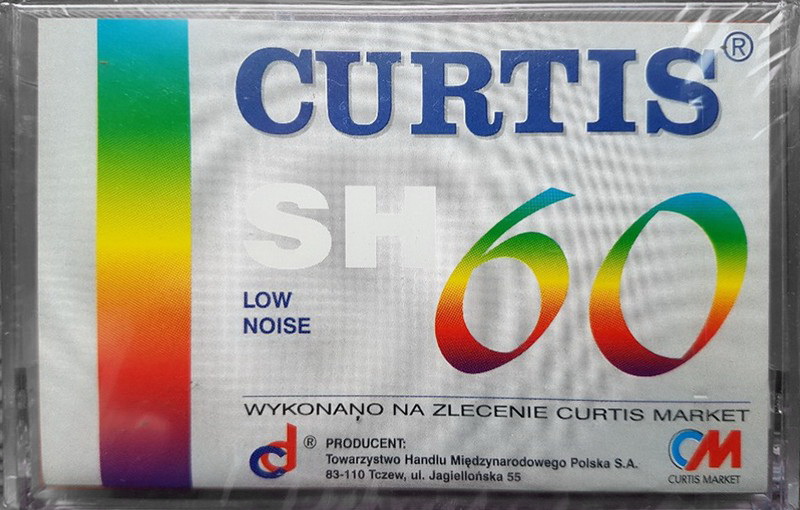 CURTIS®
SH 60
LOW
NOISE
WYKONANO NA ZLECENIE CURTIS MARKET
cd ® PRODUCENT:
Towarzystwo Handlu Międzynarodowego Polska S.A.
83-110 Tczew, ul. Jagiellońska 55
CM
CURTIS MARKET